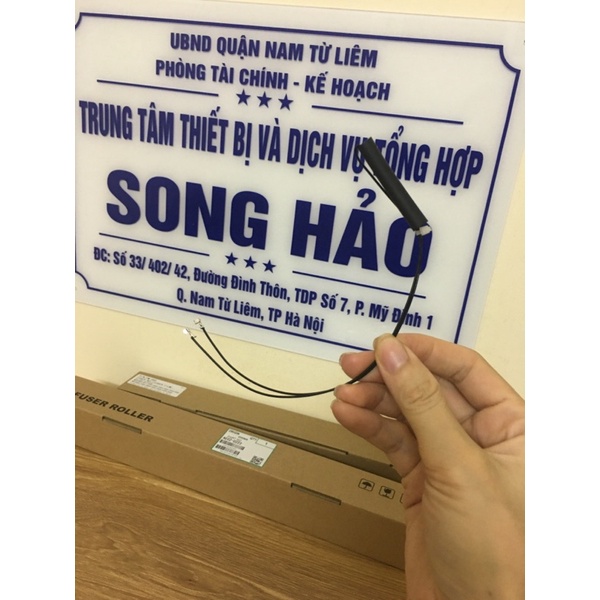 UBND QUẬN NAM TỪ LIÊM
PHÒNG TÀI CHÍNH - KẾ HOẠCH
TRUNG TÂM THIẾT BỊ VÀ DỊCH VỤ TỔNG HỢP
SONG HẢO
ĐC: Số 33/ 402/ 42, Đường Đình Thôn, TDP Số 7, P. Mỹ Đình 1
Q. Nam Từ Liêm, TP Hà Nội
FUSER ROLLER